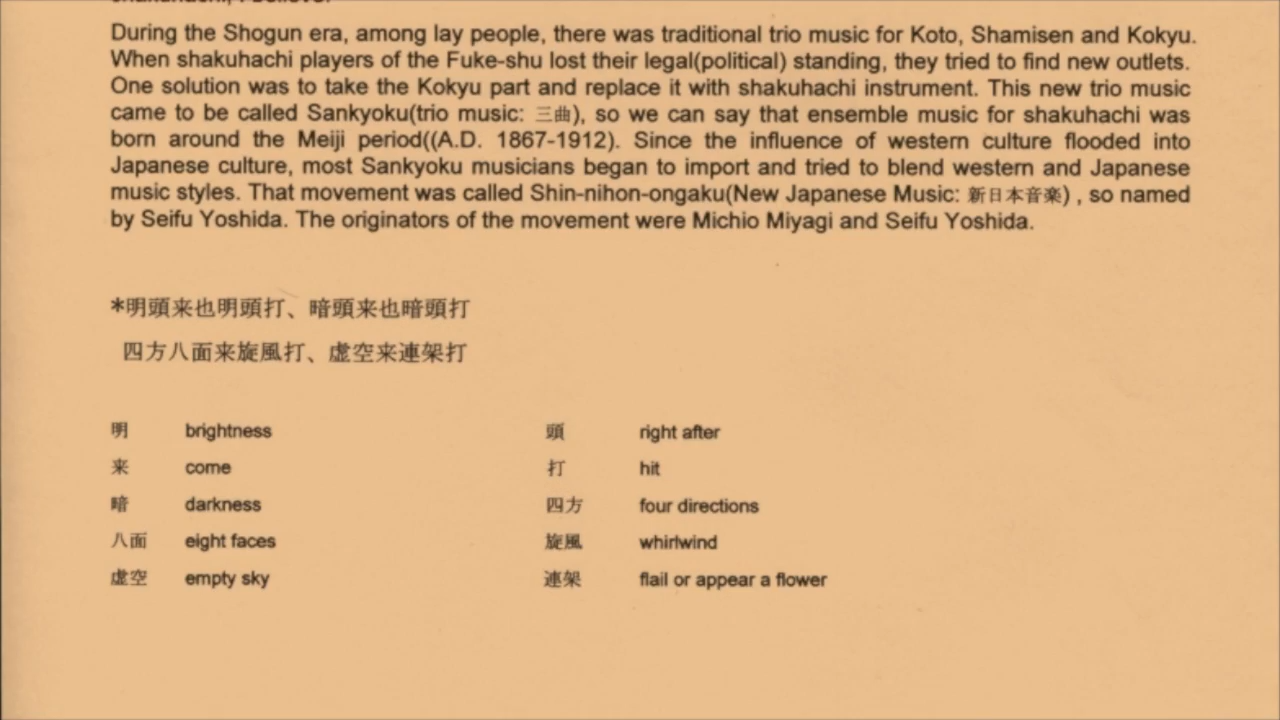 During the Shogun era, among lay people, there was traditional trio music for Koto, Shamisen and Kokyu.
When shakuhachi players of the Fuke-shu lost their legal(political) standing, they tried to find new outlets.
One solution was to take the Kokyu part and replace it with shakuhachi instrument. This new trio music
came to be called Sankyoku(trio music: 三曲), so we can say that ensemble music for shakuhachi was
born around the Meiji period((A.D. 1867-1912). Since the influence of western culture flooded into
Japanese culture, most Sankyoku musicians began to import and tried to blend western and Japanese
music styles. That movement was called Shin-nihon-ongaku(New Japanese Music: 新日本音楽) , so named
by Seifu Yoshida. The originators of the movement were Michio Miyagi and Seifu Yoshida.
*明頭来也明頭打、暗頭来也暗頭打
四方八面来旋風打、虚空来連架打
明 brightness 頭 right after
来 come 打 hit
暗 darkness 四方 four directions
八面 eight faces 旋風 whirlwind
虚空 empty sky 連架 flail or appear a flower